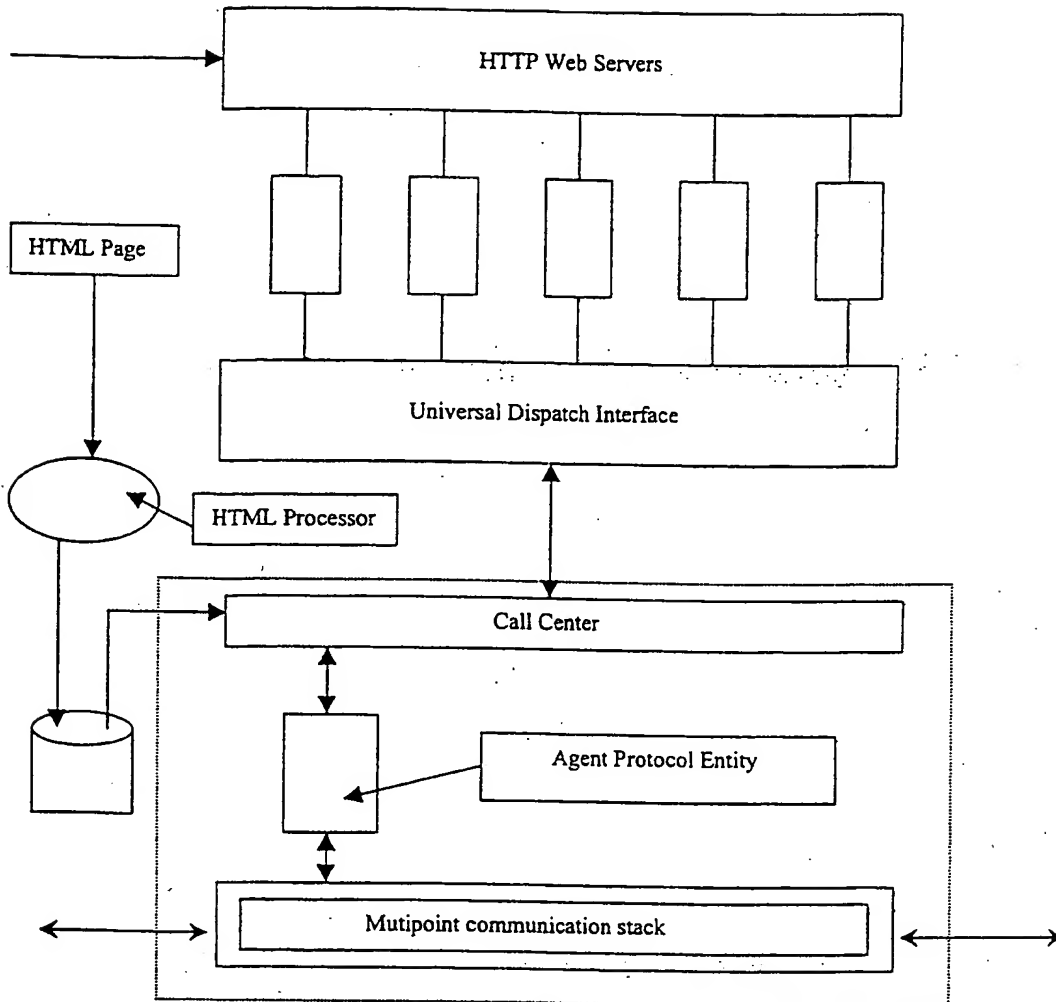 HTTP Web Servers
HTML Page
Universal Dispatch Interface
HTML Processor
Call Center
Agent Protocol Entity
Mutipoint communication stack